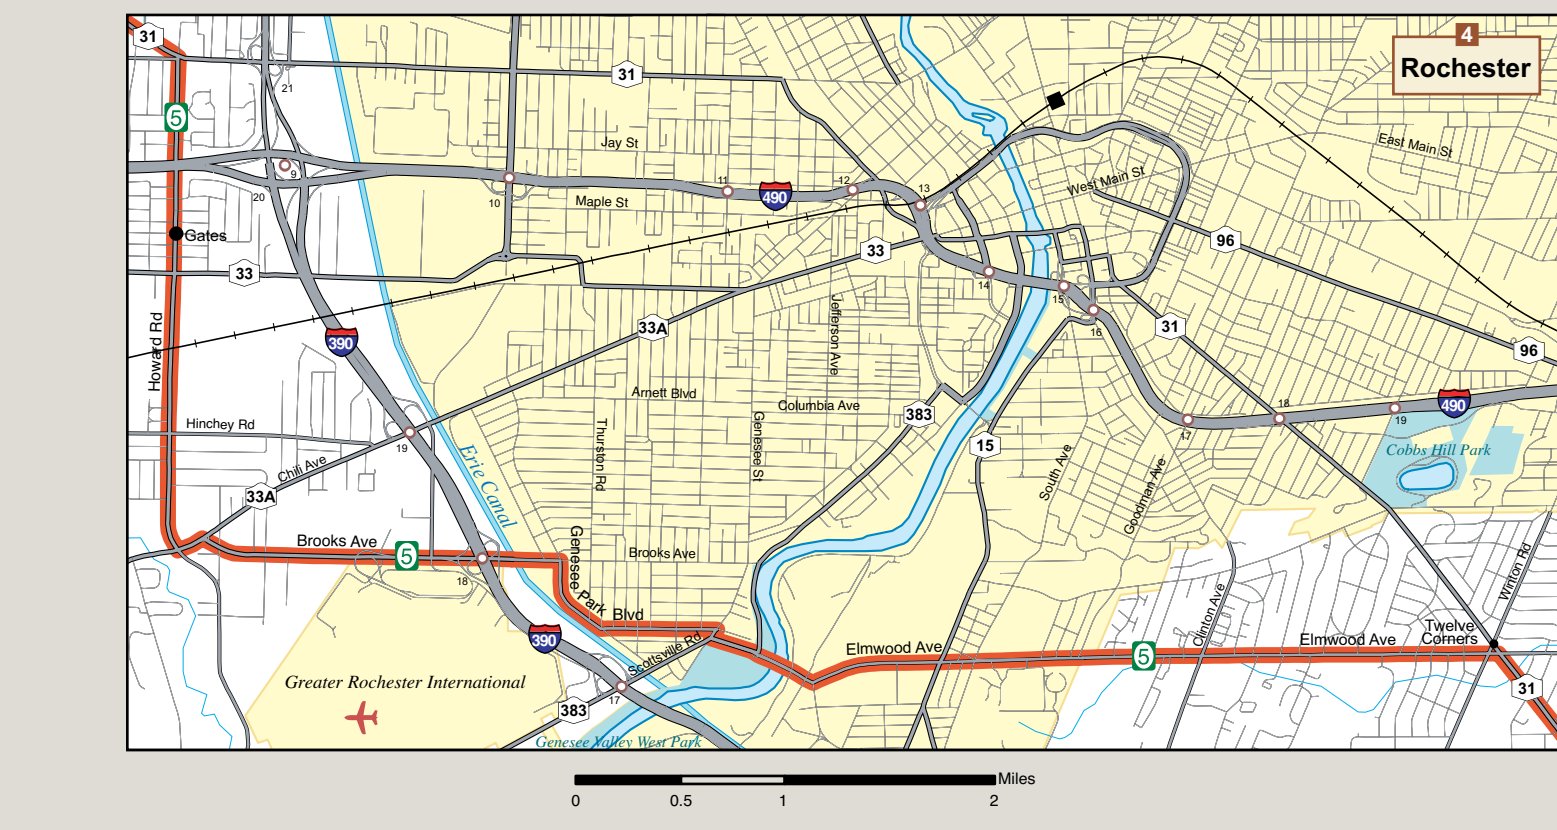 31
4
Rochester
31
21
5
Jay St
East Main St
9
10
11
490
12
13
West Main St
20
Maple St
Gates
33
96
33
14
15
Howard Rd
390
33A
Jefferson Ave
16
31
96
Arnett Blvd
Columbia Ave
383
18
19
490
17
Hinchey Rd
19
Chili Ave
Erie Canal
Thurston Rd
Genesee St
15
South Ave
Goodman Ave
Cobbs Hill Park
33A
Brooks Ave
5
18
Genesee Park Blvd
Brooks Ave
Clinton Ave
Winton Rd
390
Scottsville Rd
Elmwood Ave
5
Elmwood Ave
Twelve
Corners
Greater Rochester International
17
383
31
Genesee Valley West Park
Miles
0
0.5
1
2